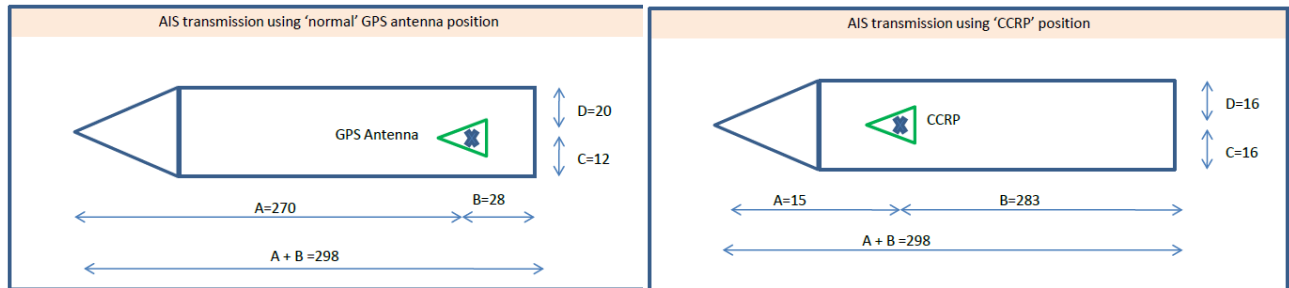 AIS transmission using ‘normal’ GPS antenna position
D=20
GPS Antenna
C=12
B=28
A=270
A + B =298
AIS transmission using ‘CCRP’ position
D=16
CCRP
C=16
A=15
B=283
A + B =298